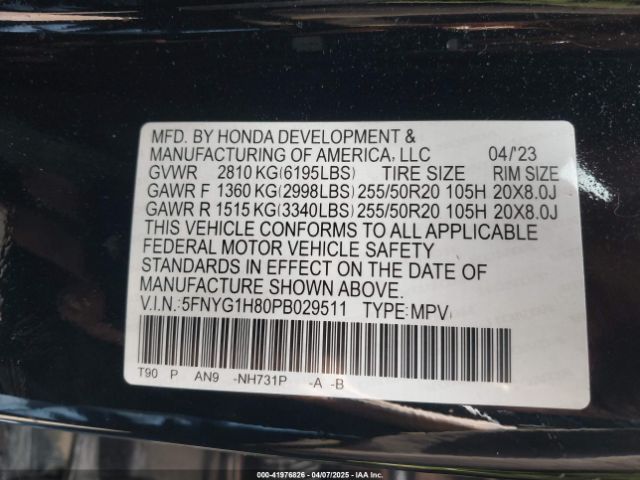 MFD. BY HONDA DEVELOPMENT &
MANUFACTURING OF AMERICA, LLC 04/'23
GVWR 2810 KG(6195LBS) TIRE SIZE RIM SIZE
GAWR F 1360 KG(2998LBS) 255/50R20 105H 20X8.0J
GAWR R 1515 KG(3340LBS) 255/50R20 105H 20X8.0J
THIS VEHICLE CONFORMS TO ALL APPLICABLE
FEDERAL MOTOR VEHICLE SAFETY
STANDARDS IN EFFECT ON THE DATE OF
MANUFACTURE SHOWN ABOVE.
V.I.N.:5FNYG1H80PB029511 TYPE:MPV
T90 P AN9 -NH731P -A -B
000-41976826 | 04/07/2025 - IAA Inc.